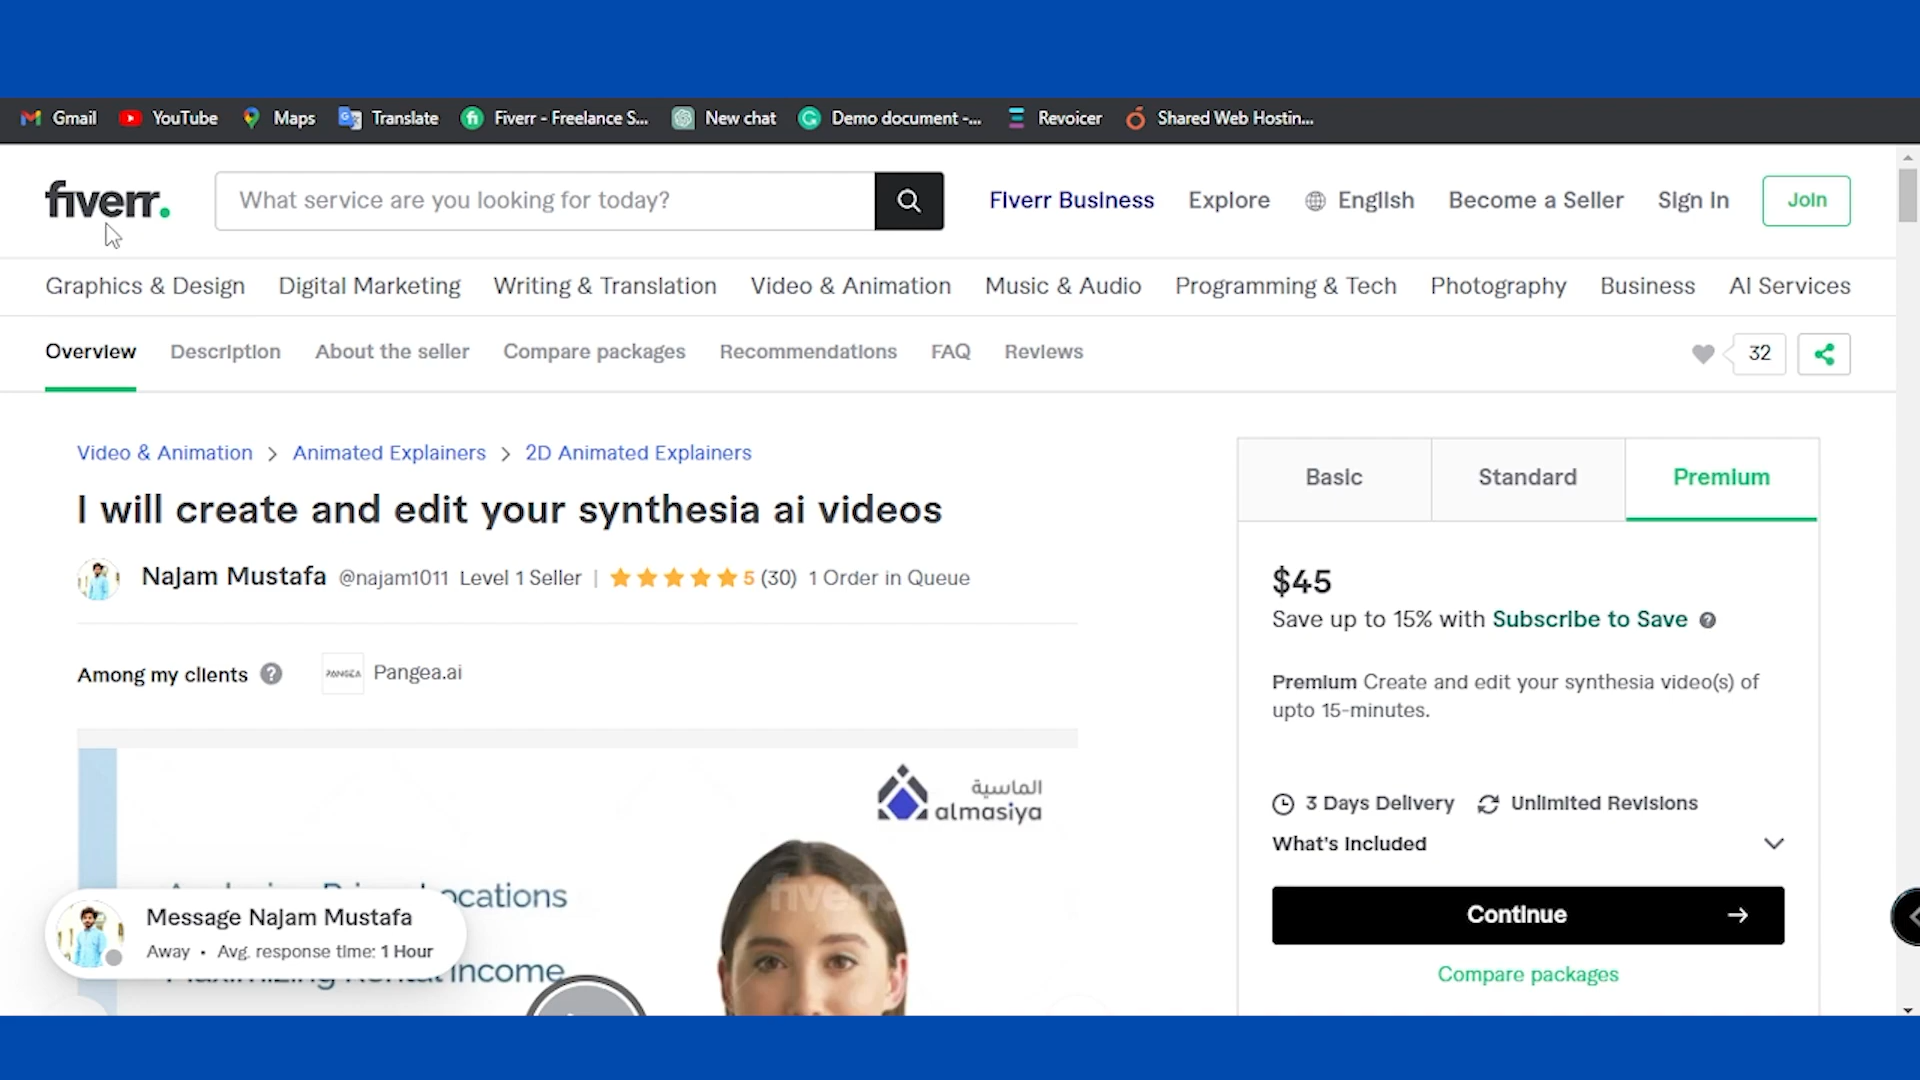 Gmail YouTube Maps Translate Fiverr - Freelance S... New chat Demo document -... Revoicer Shared Web Hostin...
fiverr. What service are you looking for today? Fiverr Business Explore English Become a Seller Sign In Join
Graphics & Design Digital Marketing Writing & Translation Video & Animation Music & Audio Programming & Tech Photography Business AI Services
Overview Description About the seller Compare packages Recommendations FAQ Reviews 32
Video & Animation > Animated Explainers > 2D Animated Explainers
I will create and edit your synthesia ai videos
Najam Mustafa @najam1011 Level 1 Seller | 5 (30) 1 Order in Queue
Among my clients ? PANGEA Pangea.ai
الماسية
almasiya
Message Najam Mustafa
Away • Avg. response time: 1 Hour
Income
fiverr.
Basic Standard Premium
$45
Save up to 15% with Subscribe to Save ?
Premium Create and edit your synthesia video(s) of
upto 15-minutes.
3 Days Delivery Unlimited Revisions
What's Included
Continue →
Compare packages